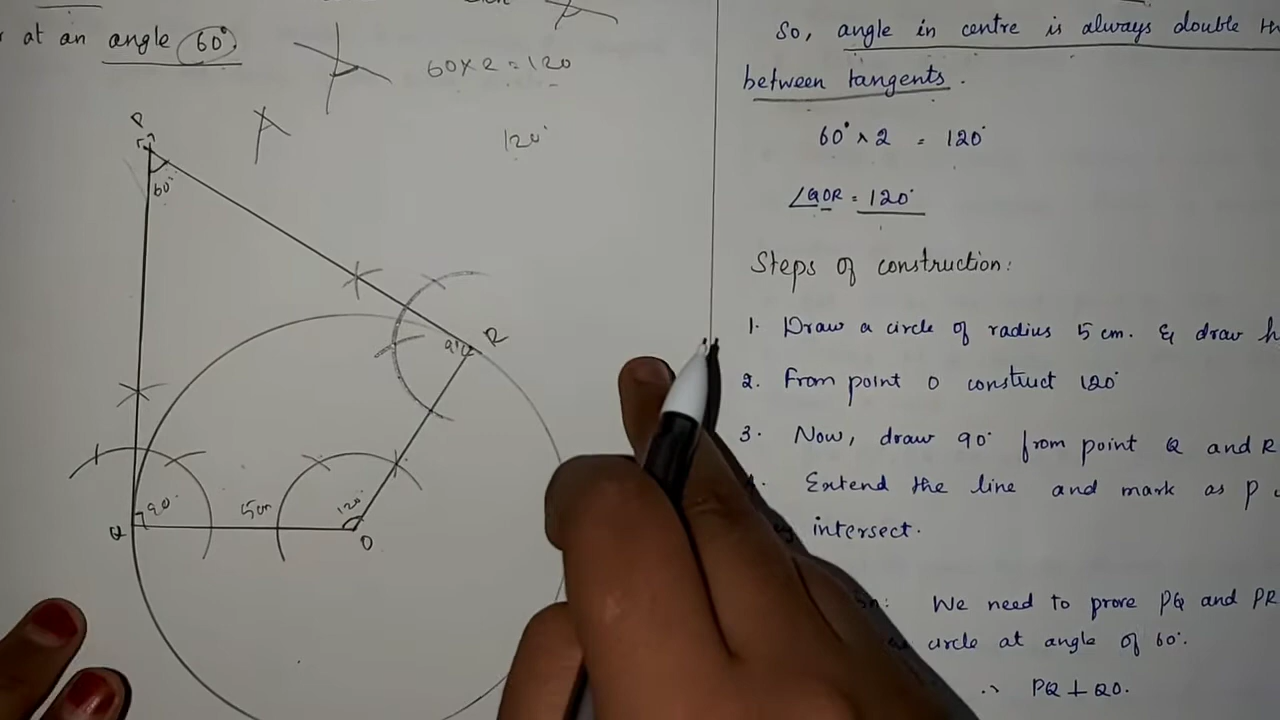 at an angle 60°
60×2=120
120°
P
60°
R
90°
5cm
120°
Q
O
So, angle in centre is always double
between tangents.
60° × 2 = 120°
∠QOR = 120°
Steps of construction:
1. Draw a circle of radius 5 cm. & draw
2. From point O construct 120°
3. Now, draw 90° from point Q and R
Extend the line and mark as P
intersect.
We need to prove PQ and PR
circle at angle of 60°.
∴ PQ ⊥ QO.